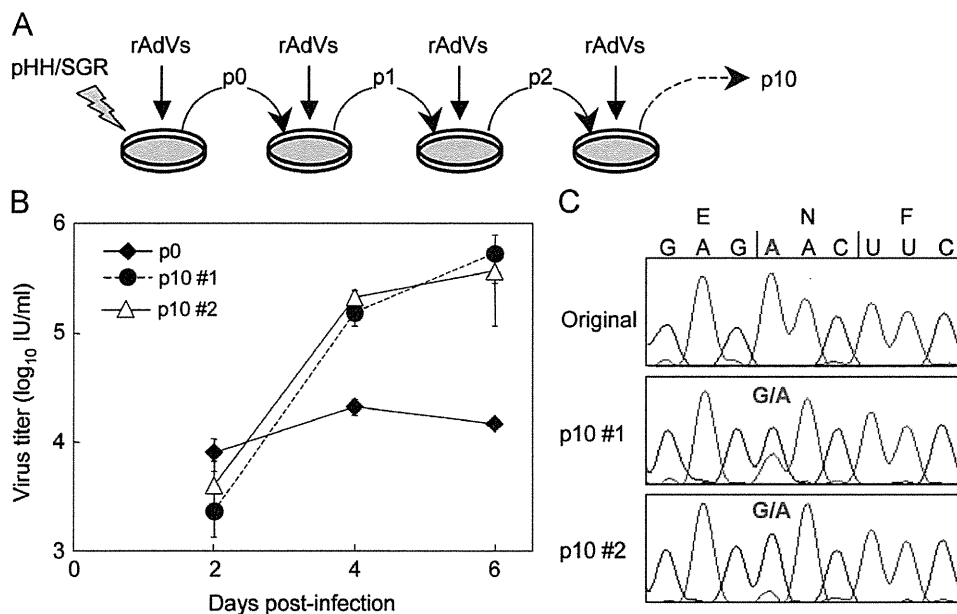 A
rAdVs rAdVs rAdVs rAdVs
pHH/SGR
p0 p1 p2 p10
B
6
5
4
3
p0
p10 #1
p10 #2
Virus titer (log10 IU/ml)
0 2 4 6
Days post-infection
C
E N F
G A G A A C U U C
Original
G/A
p10 #1
G/A
p10 #2